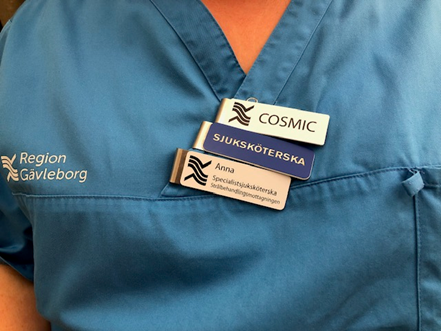 Region
Gävleborg
COSMIC
SJUKSKÖTERSKA
Anna
Specialistsjuksköterska
Strålbehandlingsmottagningen